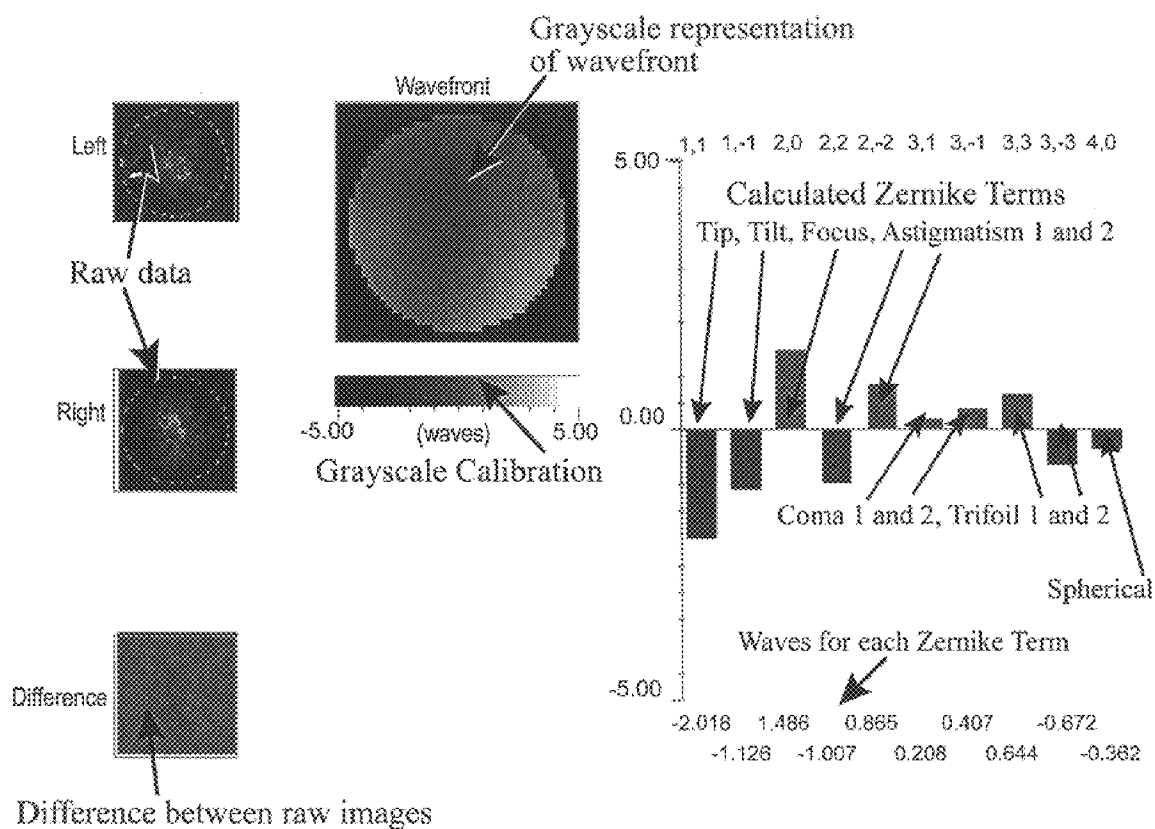 Grayscale representation
of wavefront
Wavefront
Left
Raw data
Right
-5.00 (waves) 5.00
Grayscale Calibration
Difference
Difference between raw images
1,1 1,-1 2,0 2,2 2,-2 3,1 3,-1 3,3 3,-3 4,0
5.00
Calculated Zernike Terms
Tip, Tilt, Focus, Astigmatism 1 and 2
0.00
Coma 1 and 2, Trifoil 1 and 2
Spherical
Waves for each Zernike Term
-5.00
-2.018 1.486 0.865 0.407 -0.672
-1.126 -1.007 0.208 0.644 -0.362